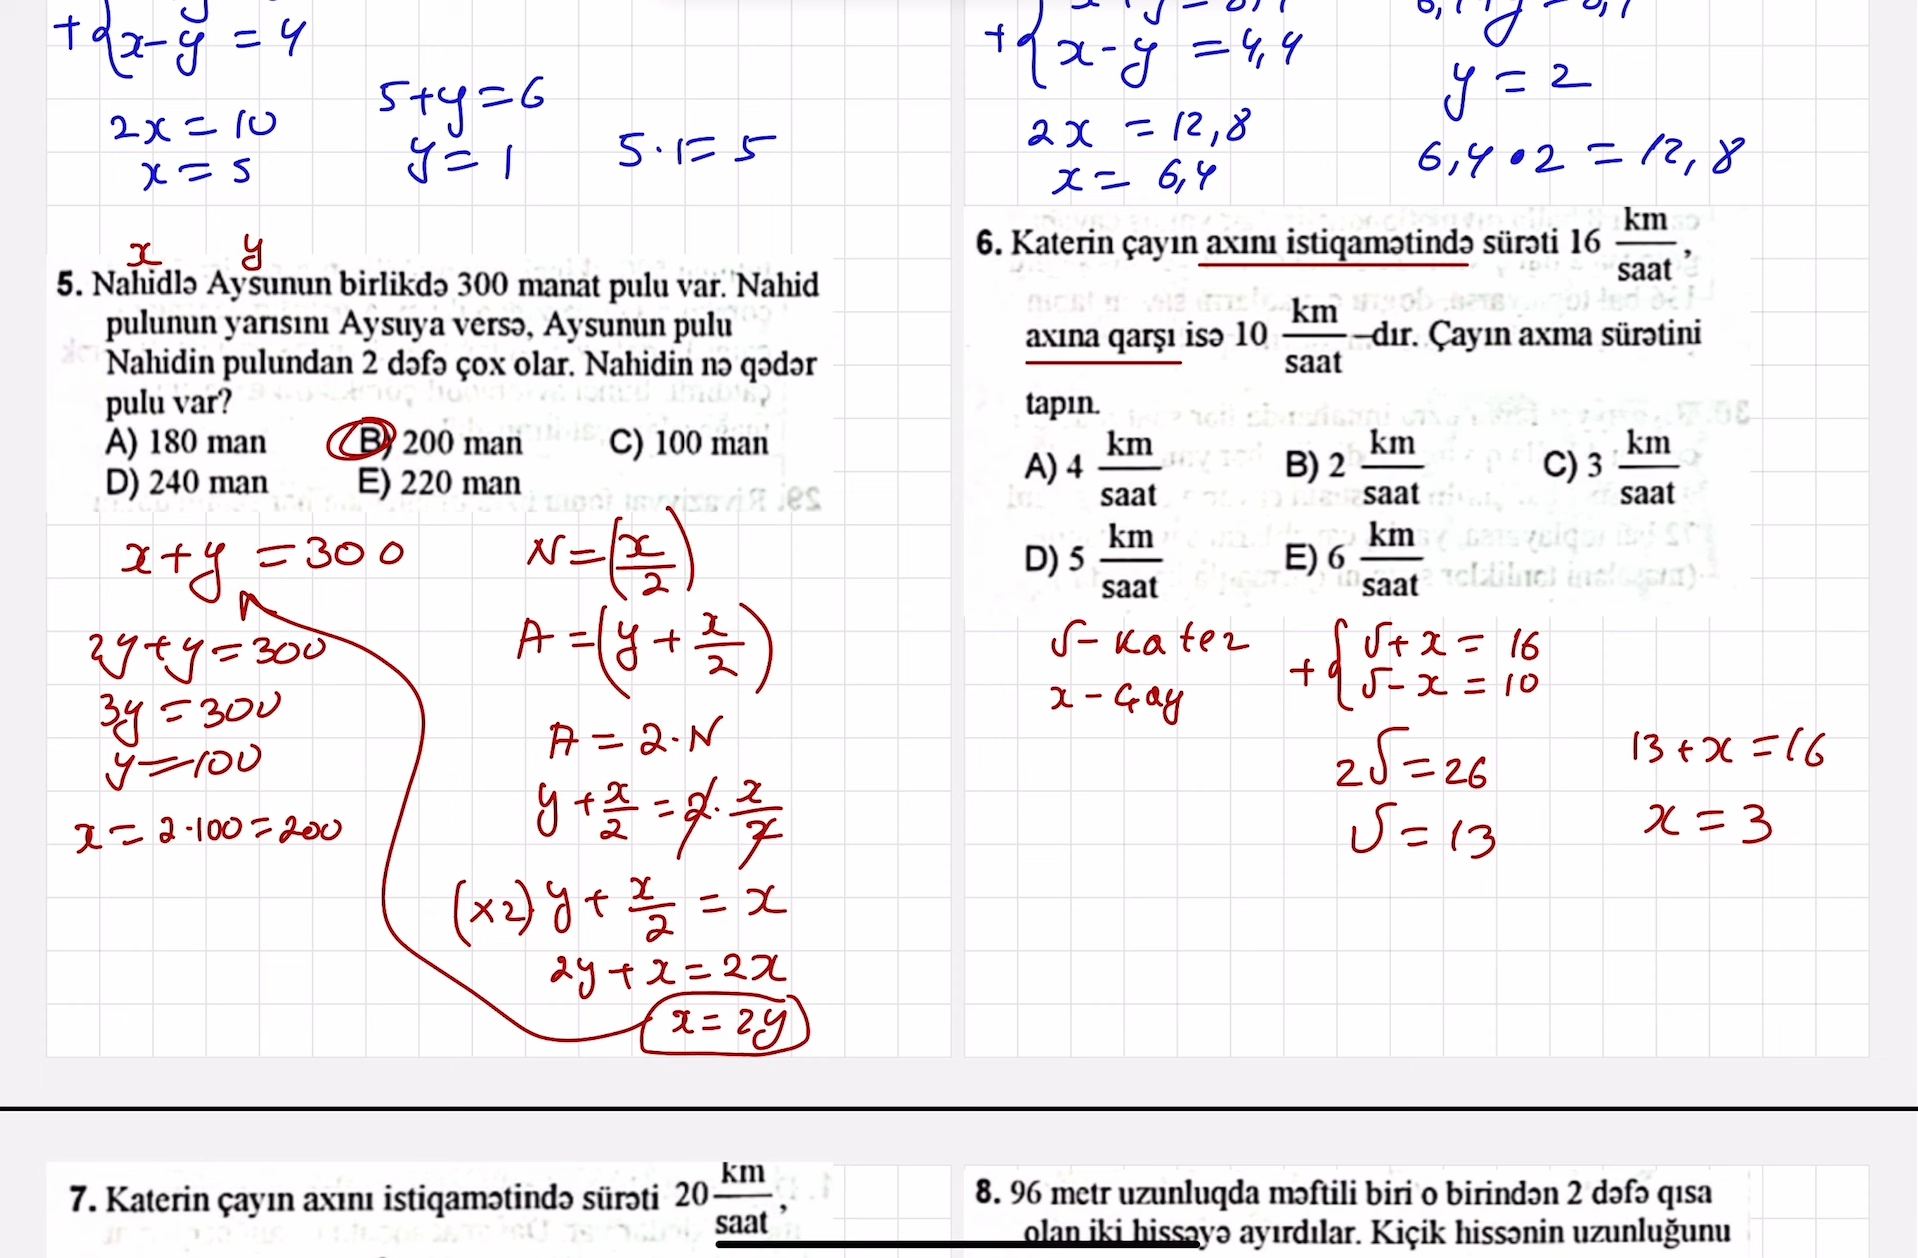 x - y = 4
2x = 10
x = 5
5 + y = 6
y = 1
5 · 1 = 5
x - y = 4,4
2x = 12,8
x = 6,4
y = 2
6,4 • 2 = 12,8
x y
5. Nahidlə Aysunun birlikdə 300 manat pulu var. Nahid
pulunun yarısını Aysuya versə, Aysunun pulu
Nahidin pulundan 2 dəfə çox olar. Nahidin nə qədər
pulu var?
A) 180 man B) 200 man C) 100 man
D) 240 man E) 220 man
x + y = 300
2y + y = 300
3y = 300
y = 100
x = 2 · 100 = 200
N = (x/2)
A = (y + x/2)
A = 2 · N
y + x/2 = 2 · x/2
(×2) y + x/2 = x
2y + x = 2x
x = 2y
6. Katerin çayın axını istiqamətində sürəti 16 km/saat,
axına qarşı isə 10 km/saat–dır. Çayın axma sürətini
tapın.
A) 4 km/saat B) 2 km/saat C) 3 km/saat
D) 5 km/saat E) 6 km/saat
v - kater
x - çay
+ { v + x = 16
v - x = 10
2v = 26
v = 13
13 + x = 16
x = 3
7. Katerin çayın axını istiqamətində sürəti 20 km/saat,
8. 96 metr uzunluqda məftili biri o birindən 2 dəfə qısa
olan iki hissəyə ayırdılar. Kiçik hissənin uzunluğunu